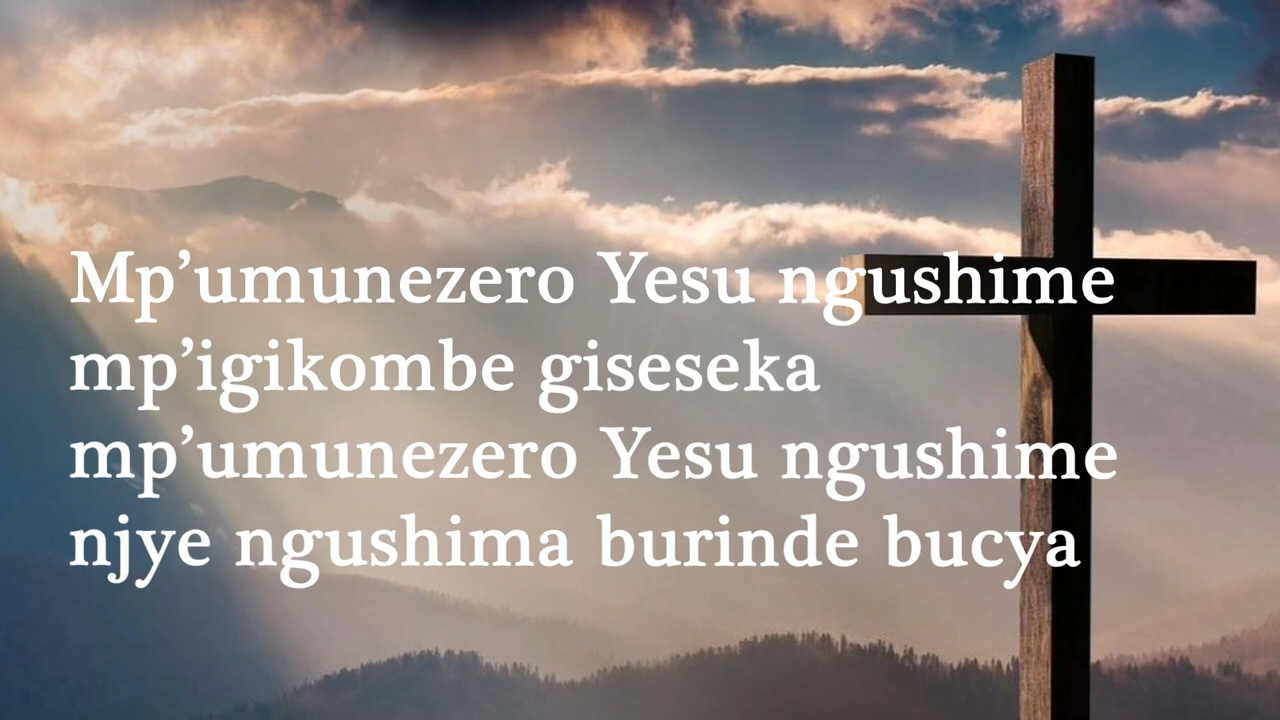 Mp’umunezero Yesu ngushime
mp’igikombe giseseka
mp’umunezero Yesu ngushime
njye ngushima burinde bucya